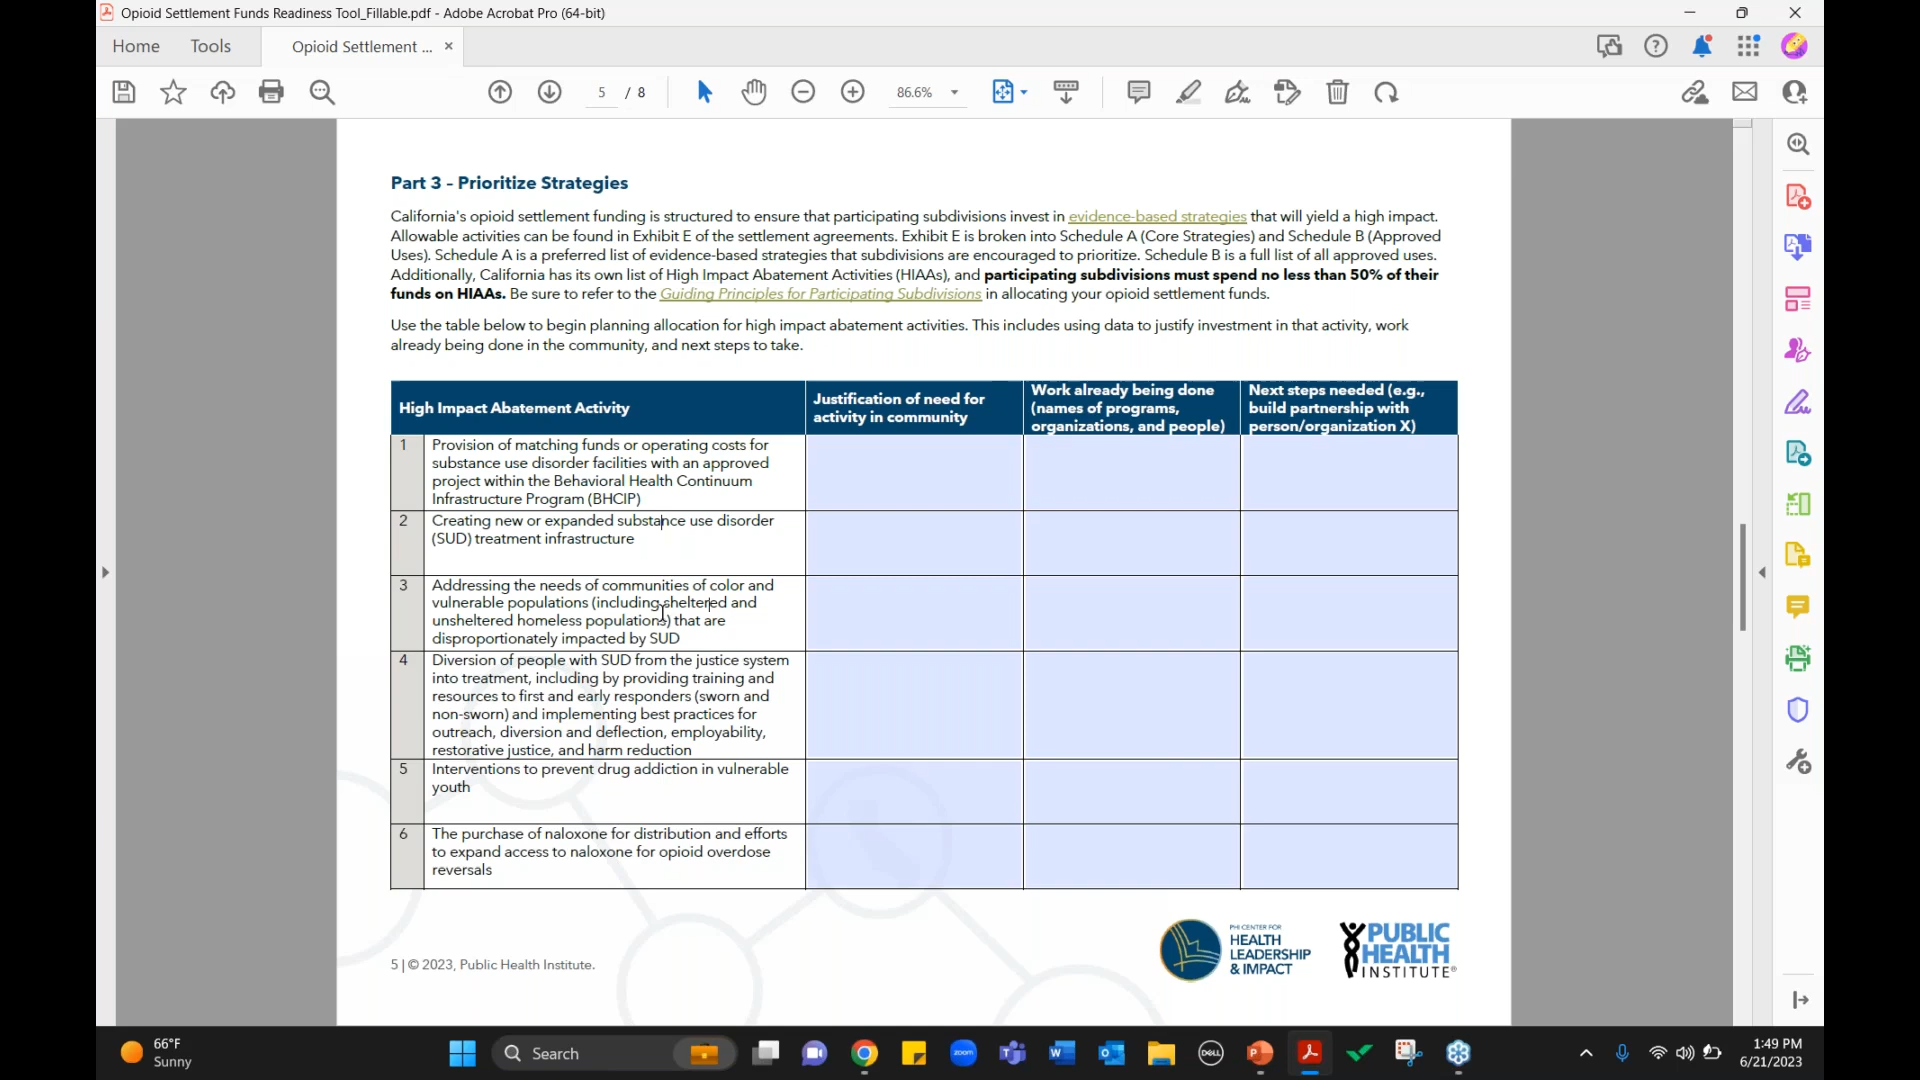 Opioid Settlement Funds Readiness Tool_Fillable.pdf - Adobe Acrobat Pro (64-bit)
Home Tools Opioid Settlement ... ×
5 / 8 86.6%
Part 3 - Prioritize Strategies
California's opioid settlement funding is structured to ensure that participating subdivisions invest in evidence-based strategies that will yield a high impact.
Allowable activities can be found in Exhibit E of the settlement agreements. Exhibit E is broken into Schedule A (Core Strategies) and Schedule B (Approved
Uses). Schedule A is a preferred list of evidence-based strategies that subdivisions are encouraged to prioritize. Schedule B is a full list of all approved uses.
Additionally, California has its own list of High Impact Abatement Activities (HIAAs), and participating subdivisions must spend no less than 50% of their
funds on HIAAs. Be sure to refer to the Guiding Principles for Participating Subdivisions in allocating your opioid settlement funds.
Use the table below to begin planning allocation for high impact abatement activities. This includes using data to justify investment in that activity, work
already being done in the community, and next steps to take.
High Impact Abatement Activity
Justification of need for
activity in community
Work already being done
(names of programs,
organizations, and people)
Next steps needed (e.g.,
build partnership with
person/organization X)
1 Provision of matching funds or operating costs for
substance use disorder facilities with an approved
project within the Behavioral Health Continuum
Infrastructure Program (BHCIP)
2 Creating new or expanded substance use disorder
(SUD) treatment infrastructure
3 Addressing the needs of communities of color and
vulnerable populations (including sheltered and
unsheltered homeless populations) that are
disproportionately impacted by SUD
4 Diversion of people with SUD from the justice system
into treatment, including by providing training and
resources to first and early responders (sworn and
non-sworn) and implementing best practices for
outreach, diversion and deflection, employability,
restorative justice, and harm reduction
5 Interventions to prevent drug addiction in vulnerable
youth
6 The purchase of naloxone for distribution and efforts
to expand access to naloxone for opioid overdose
reversals
5 | © 2023, Public Health Institute.
PHI CENTER FOR
HEALTH
LEADERSHIP
& IMPACT
PUBLIC
HEALTH
INSTITUTE®
66°F
Sunny
Search
zoom
DELL
1:49 PM
6/21/2023